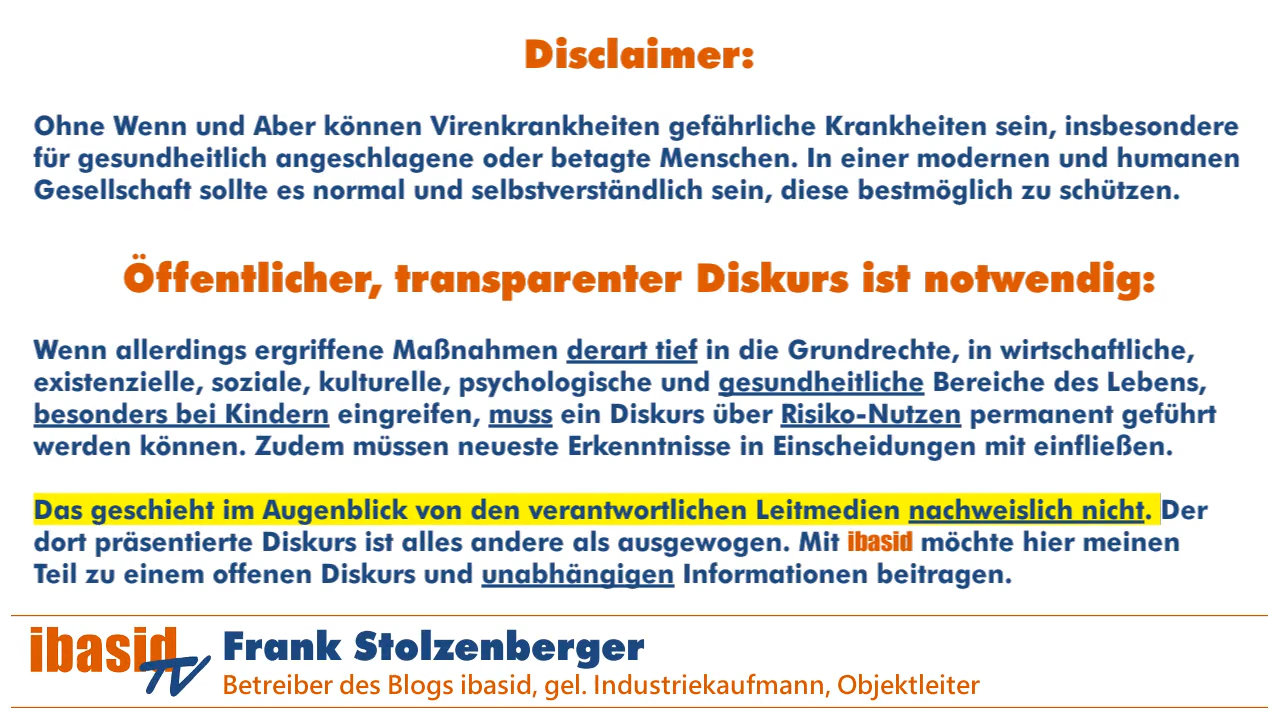 Disclaimer:
Ohne Wenn und Aber können Virenkrankheiten gefährliche Krankheiten sein, insbesondere
für gesundheitlich angeschlagene oder betagte Menschen. In einer modernen und humanen
Gesellschaft sollte es normal und selbstverständlich sein, diese bestmöglich zu schützen.
Öffentlicher, transparenter Diskurs ist notwendig:
Wenn allerdings ergriffene Maßnahmen derart tief in die Grundrechte, in wirtschaftliche,
existenzielle, soziale, kulturelle, psychologische und gesundheitliche Bereiche des Lebens,
besonders bei Kindern eingreifen, muss ein Diskurs über Risiko-Nutzen permanent geführt
werden können. Zudem müssen neueste Erkenntnisse in Einscheidungen mit einfließen.
Das geschieht im Augenblick von den verantwortlichen Leitmedien nachweislich nicht. Der
dort präsentierte Diskurs ist alles andere als ausgewogen. Mit ibasid möchte hier meinen
Teil zu einem offenen Diskurs und unabhängigen Informationen beitragen.
ibasid TV
Frank Stolzenberger
Betreiber des Blogs ibasid, gel. Industriekaufmann, Objektleiter